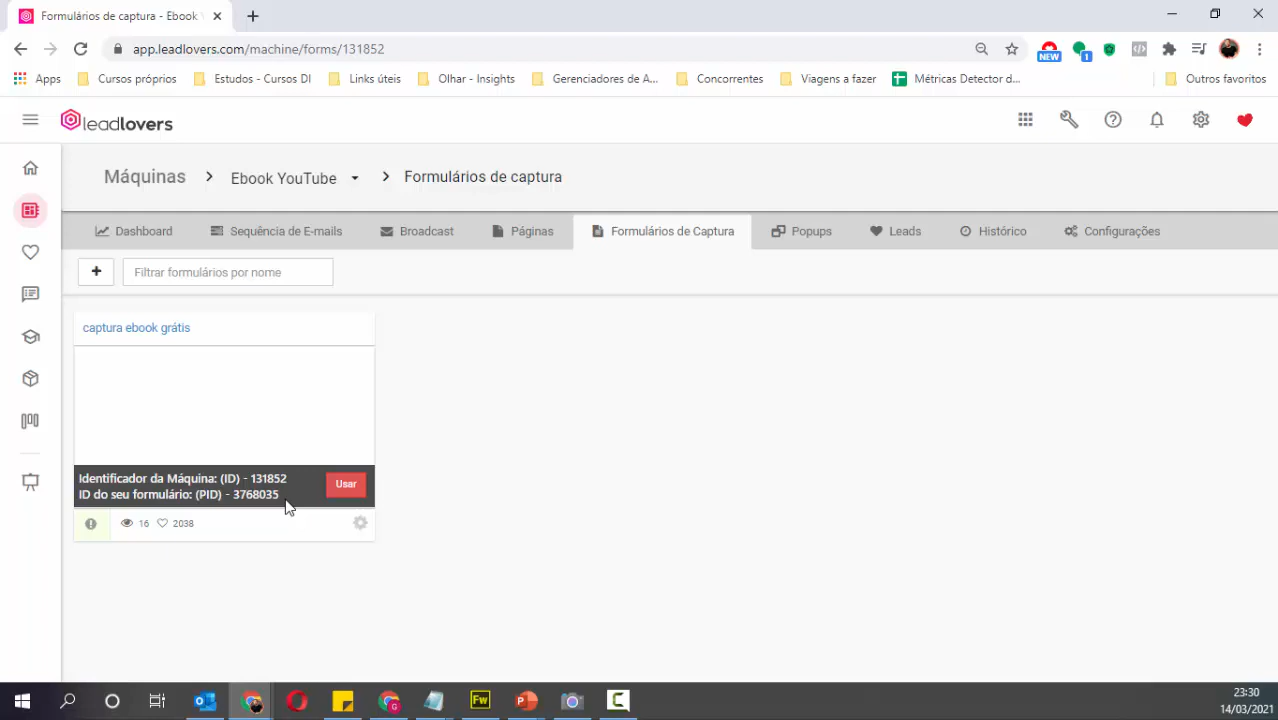 Formulários de captura - Ebook
app.leadlovers.com/machine/forms/131852
NEW
1
Apps
Cursos próprios
Estudos - Cursos DI
Links úteis
Olhar - Insights
Gerenciadores de A...
Concorrentes
Viagens a fazer
Métricas Detector d...
Outros favoritos
leadlovers
Máquinas > Ebook YouTube > Formulários de captura
Dashboard
Sequência de E-mails
Broadcast
Páginas
Formulários de Captura
Popups
Leads
Histórico
Configurações
+
Filtrar formulários por nome
captura ebook grátis
Identificador da Máquina: (ID) - 131852
ID do seu formulário: (PID) - 3768035
Usar
16
2038
Fw
23:30
14/03/2021